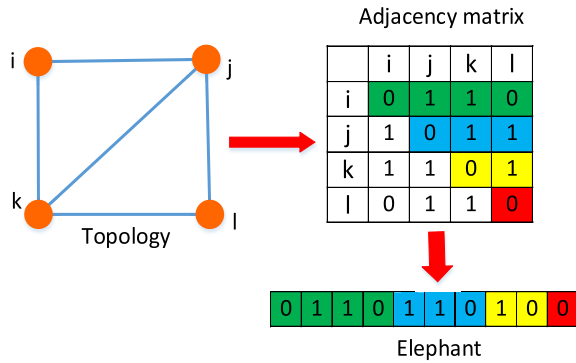 Adjacency matrix
i j k l
i 0 1 1 0
j 1 0 1 1
k 1 1 0 1
l 0 1 1 0
i
j
k
l
Topology
0 1 1 0 1 1 0 1 0 0
Elephant